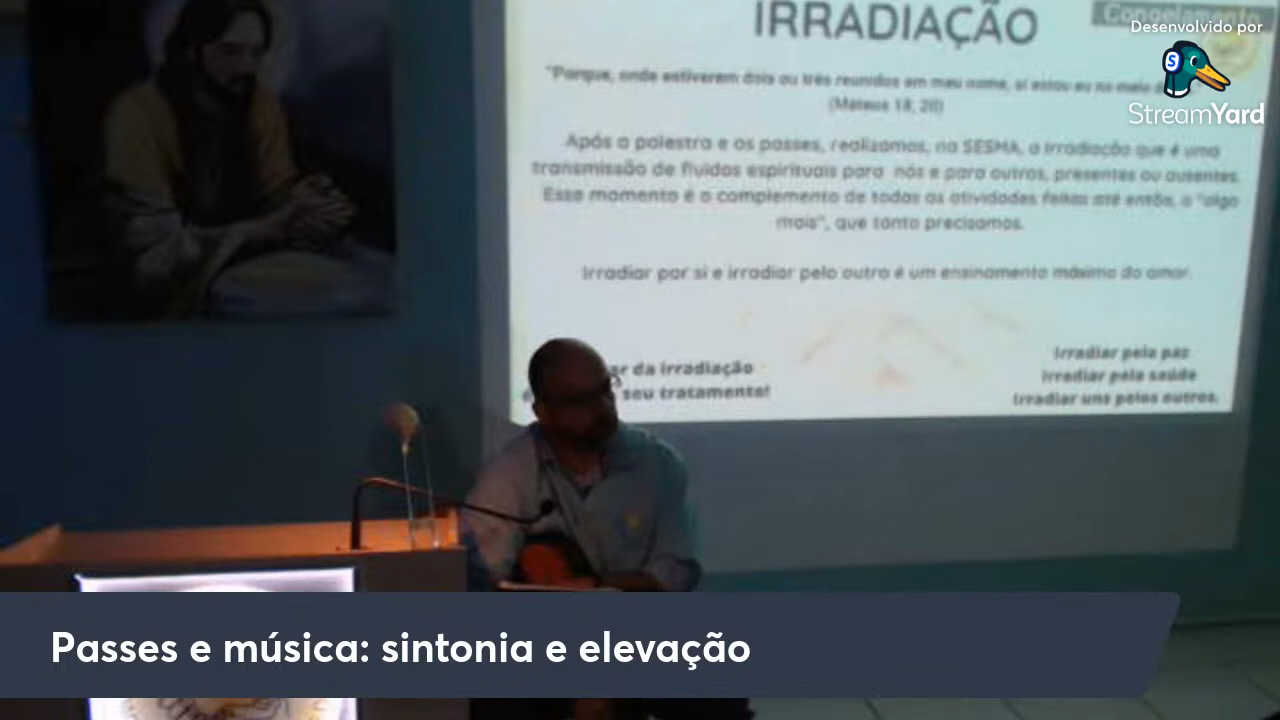 IRRADIAÇÃO
Congelamento
Desenvolvido por
StreamYard
"Porque, onde estiverem dois ou três reunidos em meu nome, aí estou eu no meio
(Mateus 18, 20)
Após a palestra e os passes, realizamos, na SESMA, a irradiação que é uma
transmissão de fluidos espirituais para nós e para outros, presentes ou ausentes.
Esse momento é o complemento de todas as atividades feitas até então, o "algo
mais", que tanto precisamos.
Irradiar por si e irradiar pelo outro é um ensinamento máximo do amor.
da irradiação
seu tratamento!
Irradiar pela paz
Irradiar pela saúde
Irradiar uns pelos outros.
Passes e música: sintonia e elevação